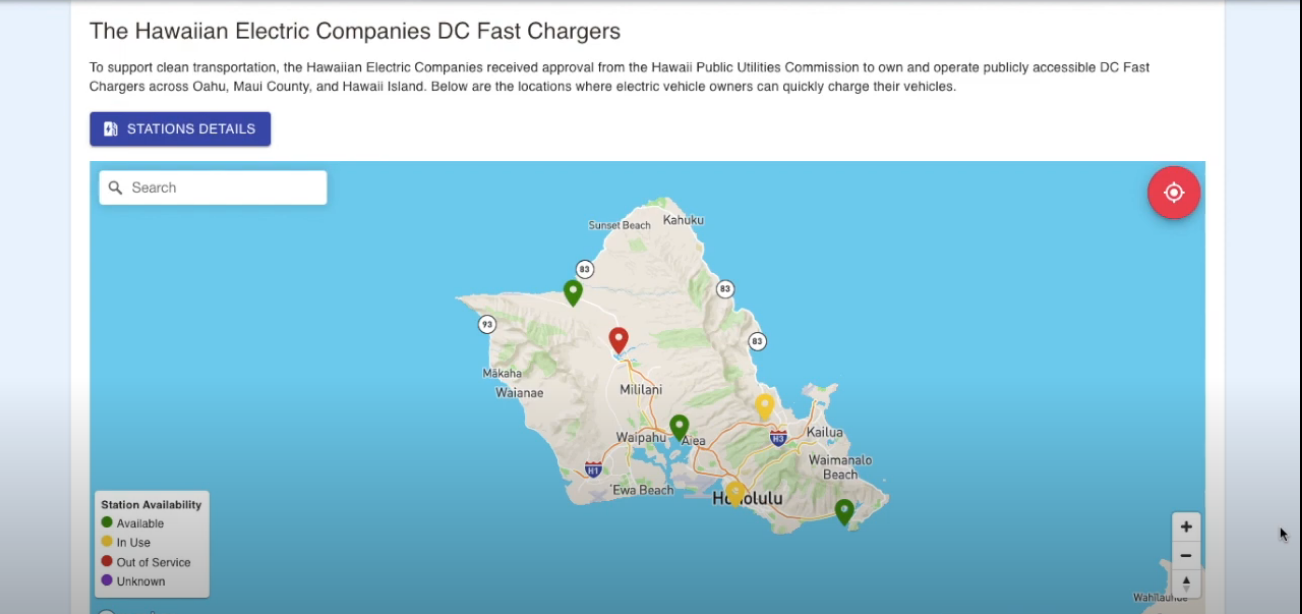 The Hawaiian Electric Companies DC Fast Chargers
To support clean transportation, the Hawaiian Electric Companies received approval from the Hawaii Public Utilities Commission to own and operate publicly accessible DC Fast
Chargers across Oahu, Maui County, and Hawaii Island. Below are the locations where electric vehicle owners can quickly charge their vehicles.
STATIONS DETAILS
Search
Sunset Beach
Kahuku
83
83
93
83
Mākaha
Waianae
Mililani
Waipahu
Aiea
H3
Kailua
Waimanalo
Beach
H1
ʻEwa Beach
Honolulu
Station Availability
Available
In Use
Out of Service
Unknown
+
−